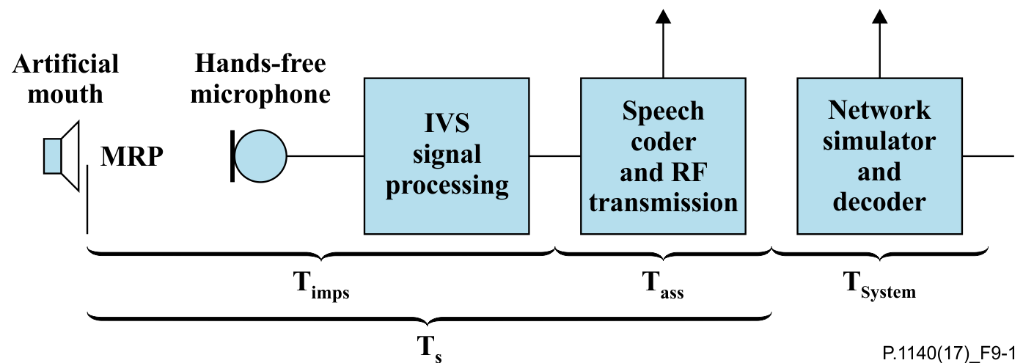 Artificial
mouth
MRP
Hands-free
microphone
IVS
signal
processing
Speech
coder
and RF
transmission
Network
simulator
and
decoder
T_imps
T_ass
T_System
T_s
P.1140(17)_F9-1